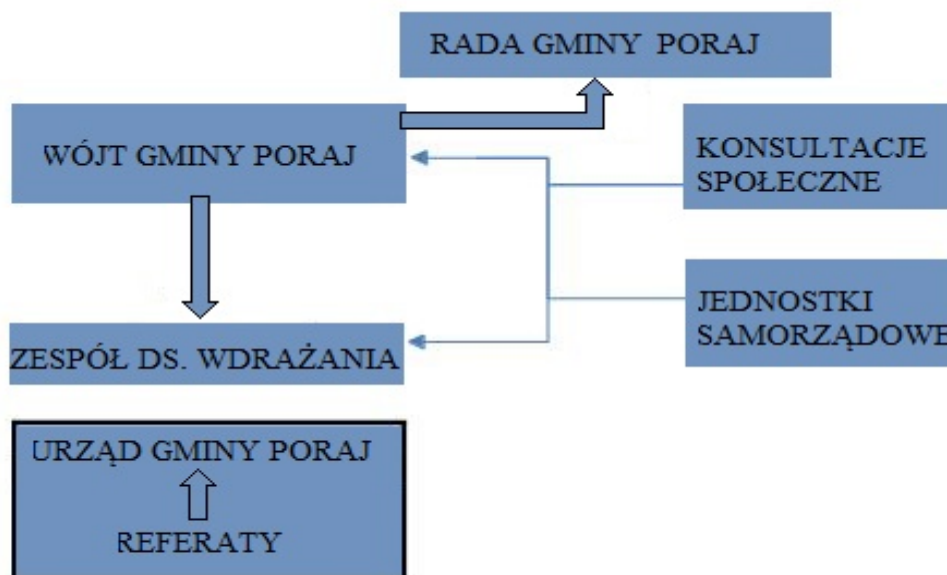 RADA GMINY PORAJ
WÓJT GMINY PORAJ
KONSULTACJE
SPOŁECZNE
JEDNOSTKI
SAMORZĄDOWE
ZESPÓŁ DS. WDRAŻANIA
URZĄD GMINY PORAJ
REFERATY